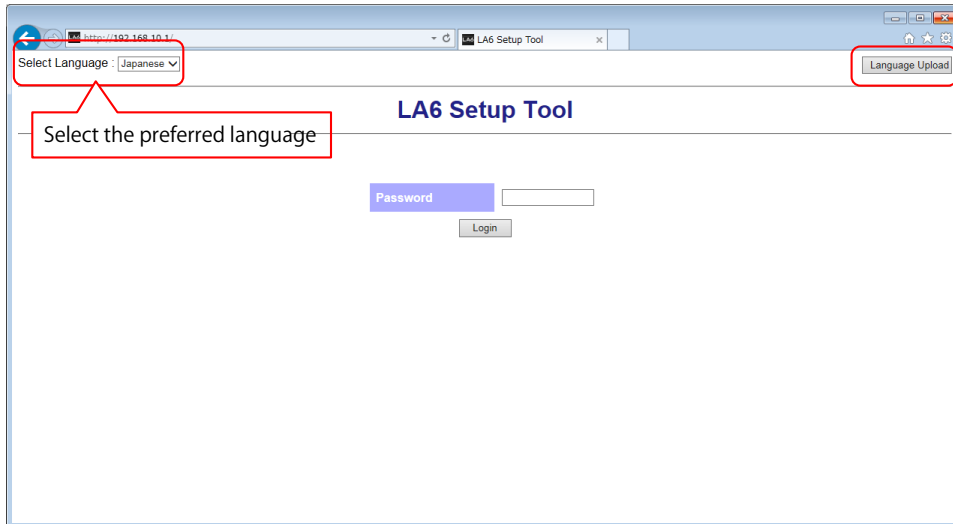 http://192.168.10.1/
LA6 Setup Tool
Select Language : Japanese
Language Upload
LA6 Setup Tool
Select the preferred language
Password
Login